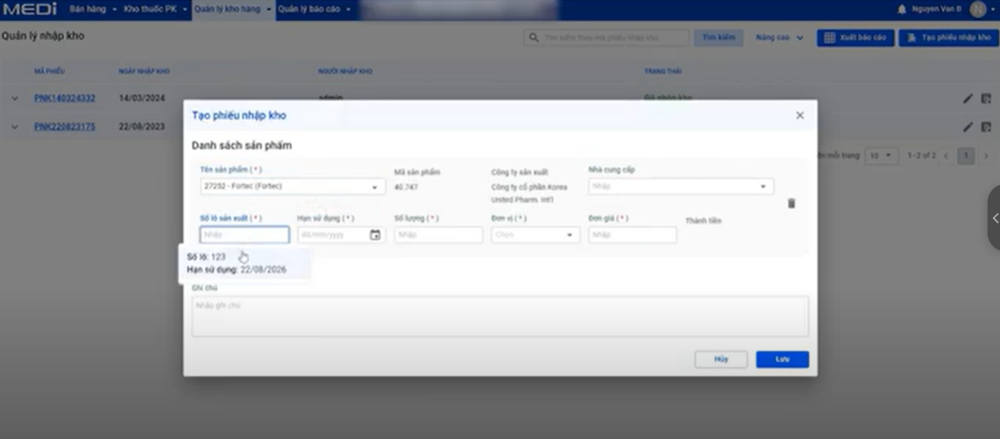 MEDi Bán hàng Kho thuốc PK Quản lý kho hàng Quản lý báo cáo Nguyen Van B N
Quản lý nhập kho Tìm kiếm theo mã phiếu nhập kho Tìm kiếm Nâng cao Xuất báo cáo Tạo phiếu nhập kho
MÃ PHIẾU NGÀY NHẬP KHO NGƯỜI NHẬP KHO TRẠNG THÁI
PNK140324332 14/03/2024 admin Đã nhập kho
PNK220823175 22/08/2023
mỗi trang 10 1-2 of 2 1
Tạo phiếu nhập kho
Danh sách sản phẩm
Tên sản phẩm (*) Mã sản phẩm Công ty sản xuất Nhà cung cấp
27252 - Fortec (Fortec) 40.747 Công ty cổ phần Korea Nhập
United Pharm. Int'l
Số lô sản xuất (*) Hạn sử dụng (*) Số lượng (*) Đơn vị (*) Đơn giá (*) Thành tiền
Nhập dd/mm/yyyy Nhập Chọn Nhập
Số lô: 123
Hạn sử dụng: 22/08/2026
Ghi chú
Nhập ghi chú
Hủy Lưu